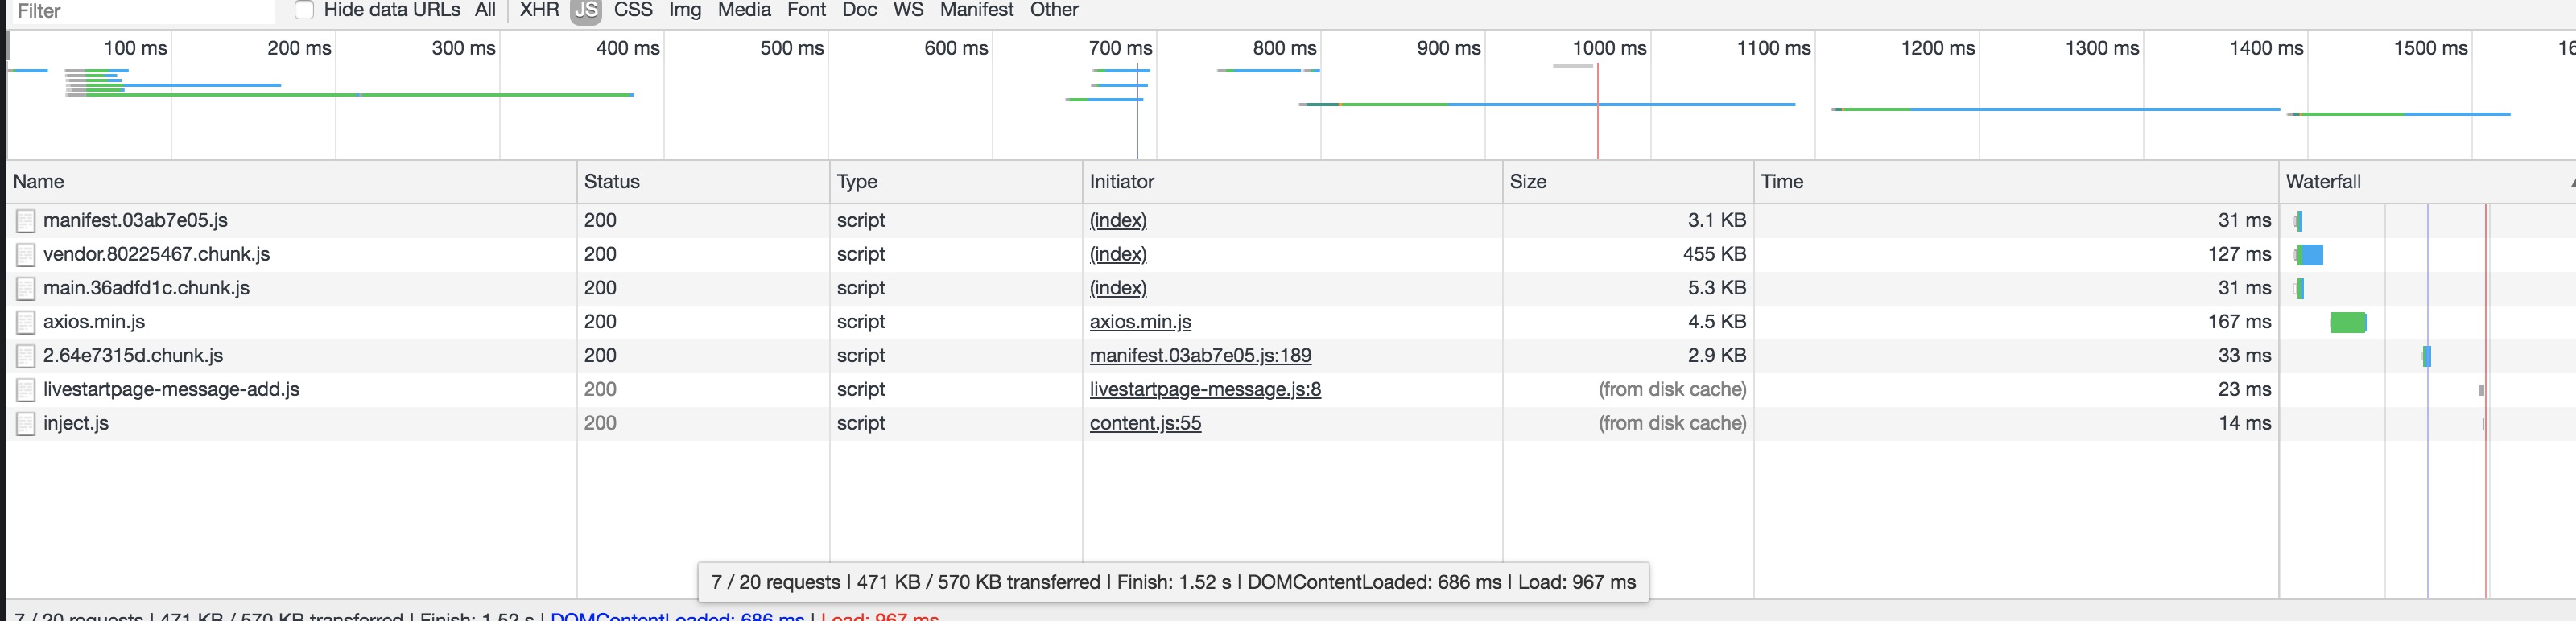 Filter Hide data URLs All XHR JS CSS Img Media Font Doc WS Manifest Other
100 ms 200 ms 300 ms 400 ms 500 ms 600 ms 700 ms 800 ms 900 ms 1000 ms 1100 ms 1200 ms 1300 ms 1400 ms 1500 ms 16
Name Status Type Initiator Size Time Waterfall
manifest.03ab7e05.js 200 script (index) 3.1 KB 31 ms
vendor.80225467.chunk.js 200 script (index) 455 KB 127 ms
main.36adfd1c.chunk.js 200 script (index) 5.3 KB 31 ms
axios.min.js 200 script axios.min.js 4.5 KB 167 ms
2.64e7315d.chunk.js 200 script manifest.03ab7e05.js:189 2.9 KB 33 ms
livestartpage-message-add.js 200 script livestartpage-message.js:8 (from disk cache) 23 ms
inject.js 200 script content.js:55 (from disk cache) 14 ms
7 / 20 requests | 471 KB / 570 KB transferred | Finish: 1.52 s | DOMContentLoaded: 686 ms | Load: 967 ms
7 / 20 requests | 471 KB / 570 KB transferred | Finish: 1.52 s | DOMContentLoaded: 686 ms | Load: 967 ms